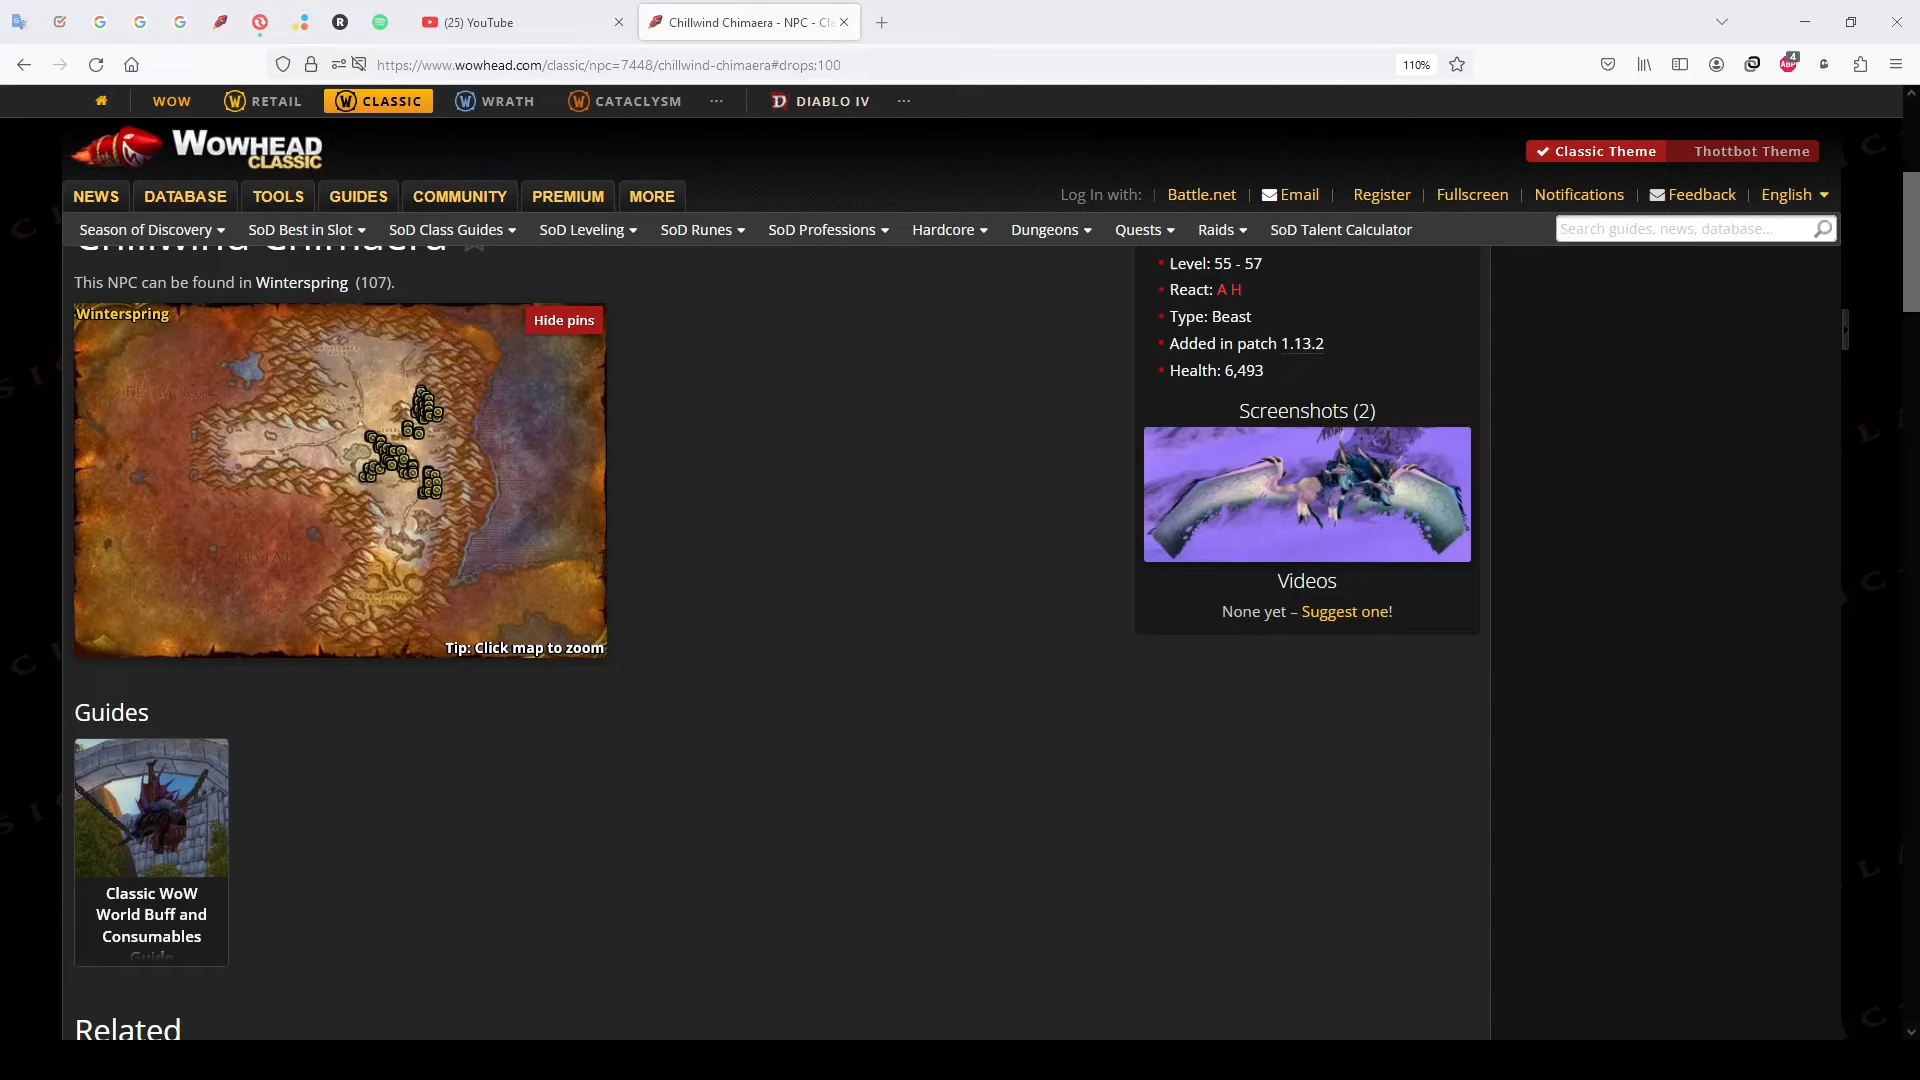 (25) YouTube
Chillwind Chimaera - NPC - Cla
https://www.wowhead.com/classic/npc=7448/chillwind-chimaera#drops;100
110%
4
ABP
WOW
RETAIL
CLASSIC
WRATH
CATACLYSM
...
DIABLO IV
...
WOWHEAD
CLASSIC
Classic Theme
Thottbot Theme
NEWS
DATABASE
TOOLS
GUIDES
COMMUNITY
PREMIUM
MORE
Log In with:
Battle.net
Email
Register
Fullscreen
Notifications
Feedback
English
Season of Discovery
SoD Best in Slot
SoD Class Guides
SoD Leveling
SoD Runes
SoD Professions
Hardcore
Dungeons
Quests
Raids
SoD Talent Calculator
Search guides, news, database...
Chillwind Chimaera
This NPC can be found in Winterspring (107).
Winterspring
Hide pins
Tip: Click map to zoom
Level: 55 - 57
React: A H
Type: Beast
Added in patch 1.13.2
Health: 6,493
Screenshots (2)
Videos
None yet – Suggest one!
Guides
Classic WoW
World Buff and
Consumables
Guide
Related